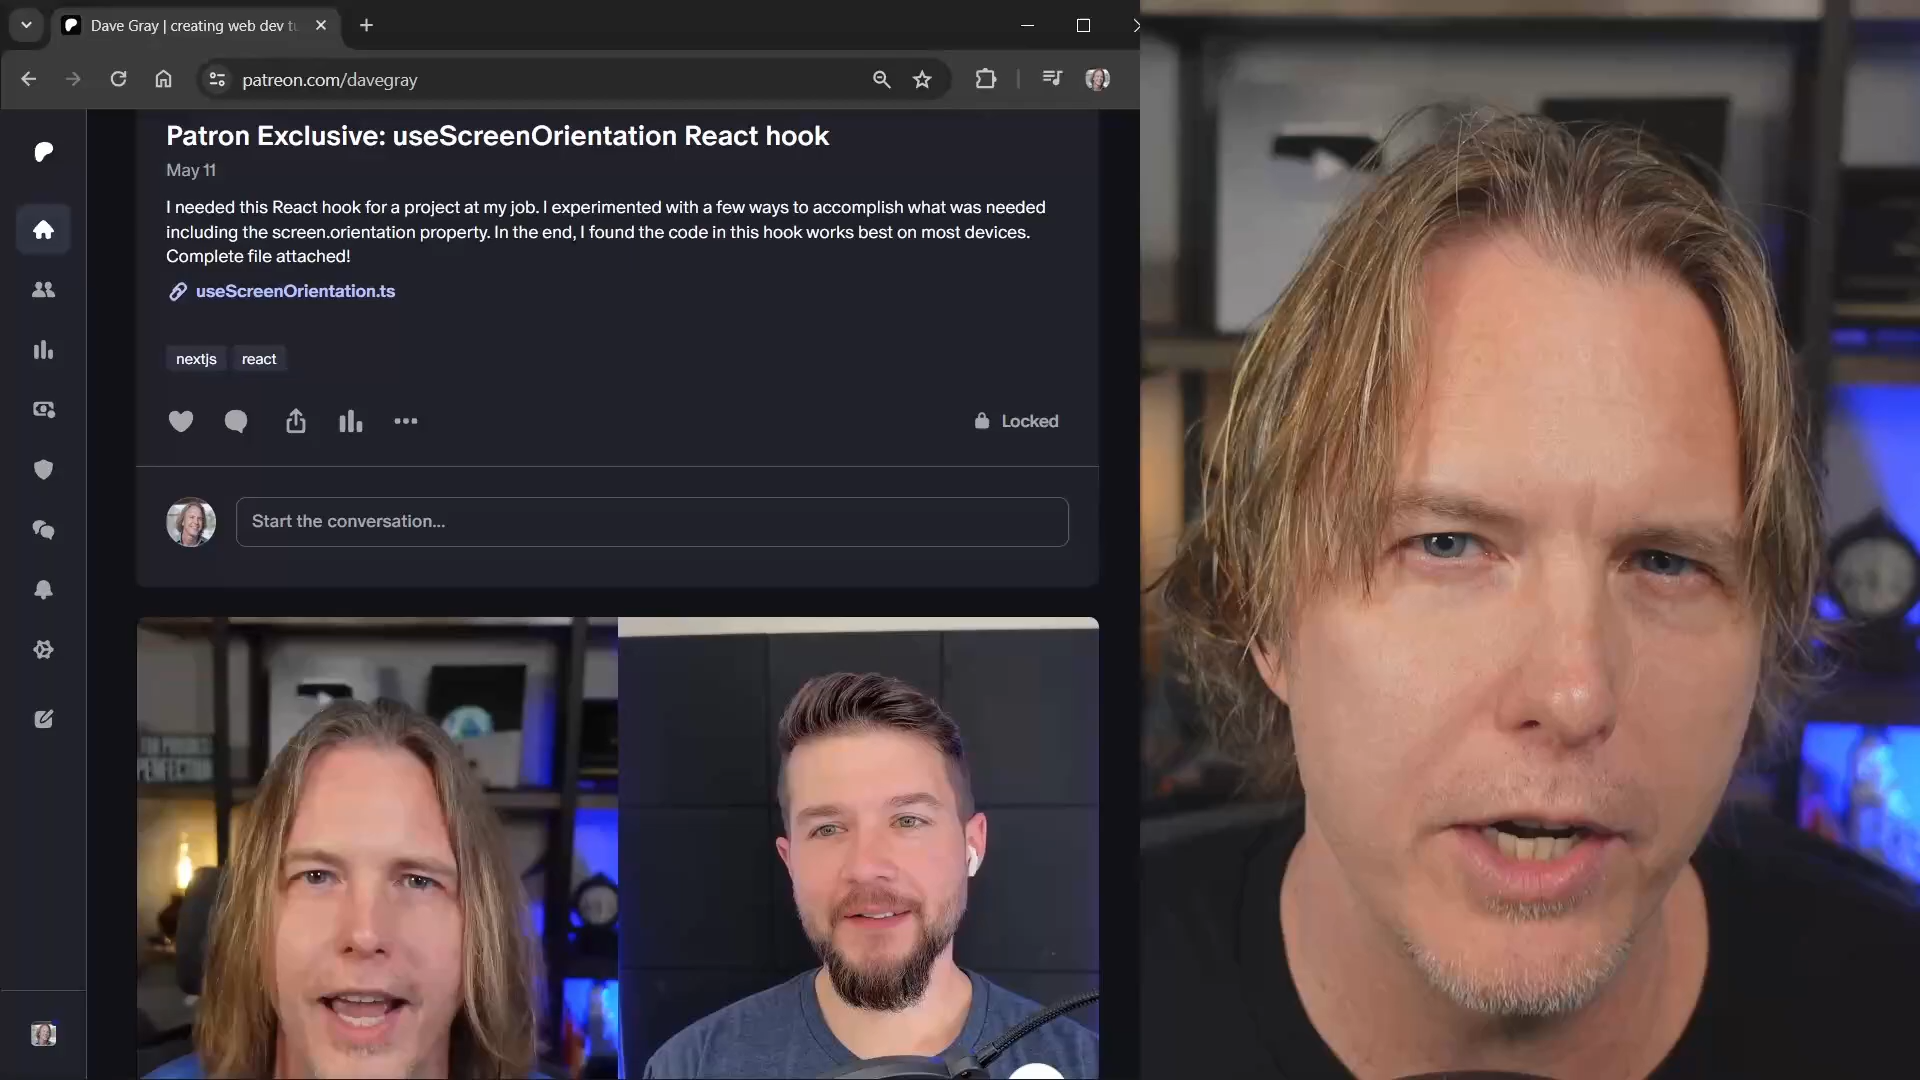 Dave Gray | creating web dev tu
patreon.com/davegray
Patron Exclusive: useScreenOrientation React hook
May 11
I needed this React hook for a project at my job. I experimented with a few ways to accomplish what was needed
including the screen.orientation property. In the end, I found the code in this hook works best on most devices.
Complete file attached!
useScreenOrientation.ts
nextjs
react
Locked
Start the conversation...
PERFECTION